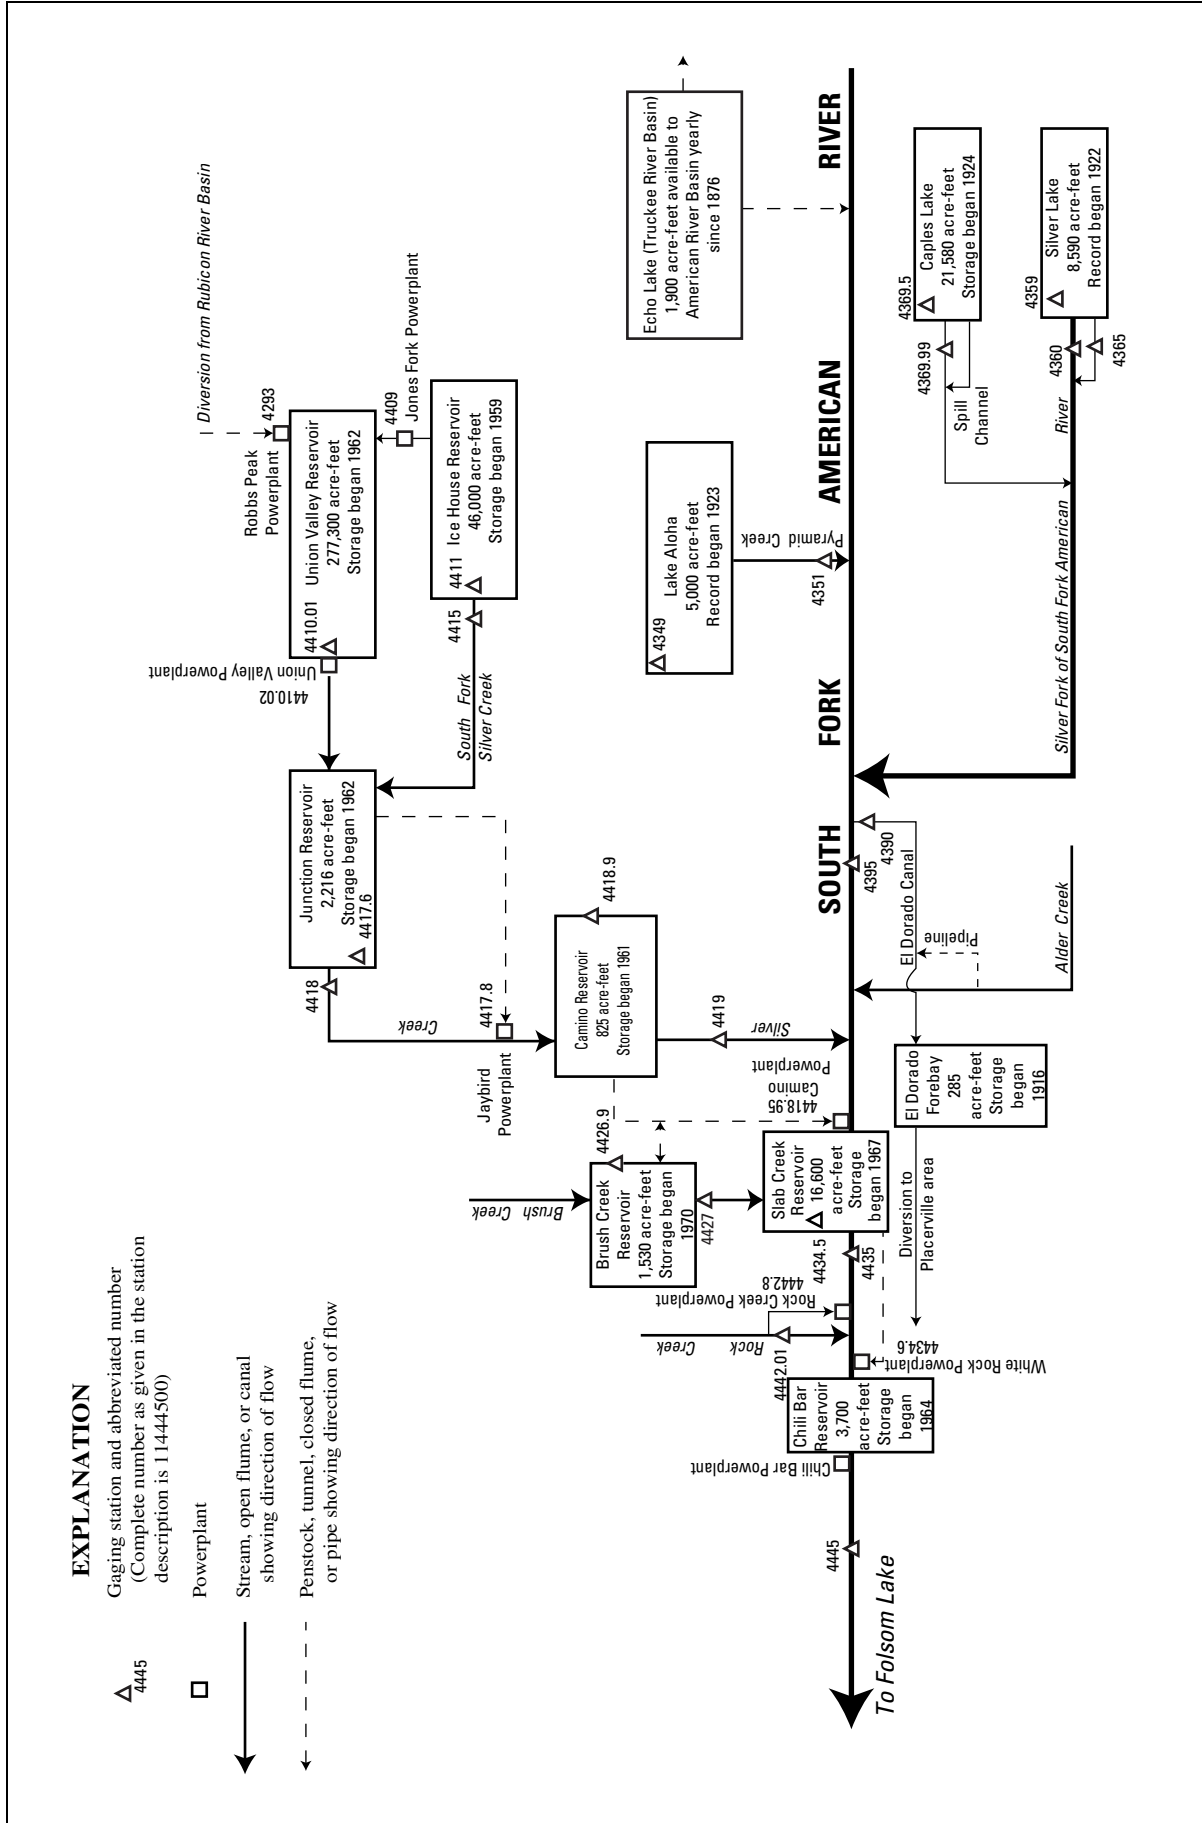 EXPLANATION
4445
Gaging station and abbreviated number
(Complete number as given in the station
description is 11444500)
Powerplant
Stream, open flume, or canal
showing direction of flow
Penstock, tunnel, closed flume,
or pipe showing direction of flow
Diversion from Rubicon River Basin
Robbs Peak
Powerplant
4293
4410.01
Union Valley Reservoir
277,300 acre-feet
Storage began 1962
Union Valley Powerplant
4410.02
4409
Jones Fork Powerplant
4411
Ice House Reservoir
46,000 acre-feet
Storage began 1959
4415
South Fork
Silver Creek
Junction Reservoir
2,216 acre-feet
Storage began 1962
4417.6
4418
Creek
4417.8
Jaybird
Powerplant
Camino Reservoir
825 acre-feet
Storage began 1961
4418.9
4419
Silver
Camino
Powerplant
4418.95
Brush Creek
4426.9
Brush Creek
Reservoir
1,530 acre-feet
Storage began
1970
4427
Slab Creek
Reservoir
16,600
acre-feet
Storage
began 1967
4434.5
4435
Rock Creek Powerplant
4442.8
Rock Creek
4442.01
White Rock Powerplant
4434.6
Chili Bar
Reservoir
3,700
acre-feet
Storage
began
1964
Chili Bar Powerplant
4445
To Folsom Lake
Echo Lake (Truckee River Basin)
1,900 acre-feet available to
American River Basin yearly
since 1876
Lake Aloha
5,000 acre-feet
Record began 1923
4349
Pyramid Creek
4351
SOUTH FORK AMERICAN RIVER
4369.5
Caples Lake
21,580 acre-feet
Storage began 1924
4369.99
Spill
Channel
4359
Silver Lake
8,590 acre-feet
Record began 1922
4360
4365
Silver Fork of South Fork American River
4395
4390
El Dorado Canal
Pipeline
Alder Creek
El Dorado
Forebay
285
acre-feet
Storage
began
1916
Diversion to
Placerville area